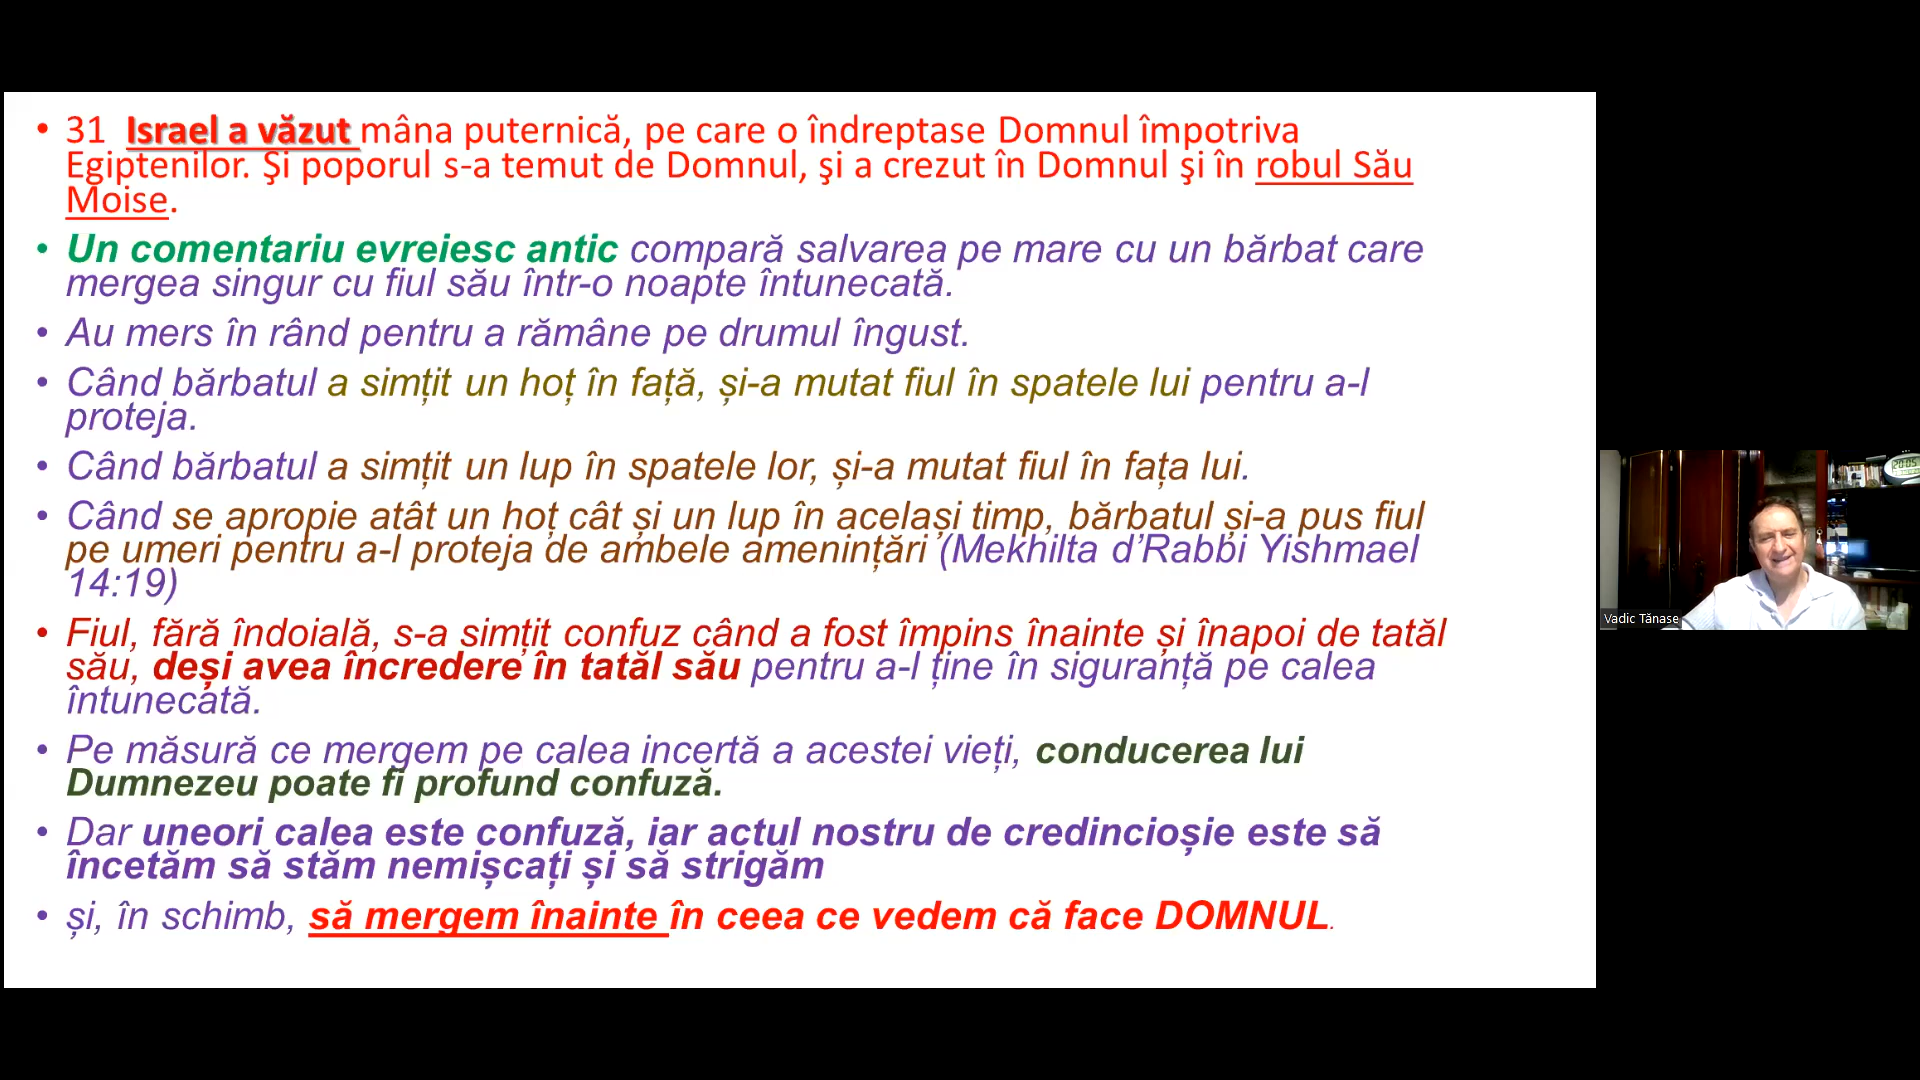 • 31 Israel a văzut mâna puternică, pe care o îndreptase Domnul împotriva
Egiptenilor. Şi poporul s-a temut de Domnul, şi a crezut în Domnul şi în robul Său
Moise.
• Un comentariu evreiesc antic compară salvarea pe mare cu un bărbat care
mergea singur cu fiul său într-o noapte întunecată.
• Au mers în rând pentru a rămâne pe drumul îngust.
• Când bărbatul a simțit un hoț în față, și-a mutat fiul în spatele lui pentru a-l
proteja.
• Când bărbatul a simțit un lup în spatele lor, și-a mutat fiul în fața lui.
• Când se apropie atât un hoț cât și un lup în același timp, bărbatul și-a pus fiul
pe umeri pentru a-l proteja de ambele amenințări (Mekhilta d’Rabbi Yishmael
14:19)
• Fiul, fără îndoială, s-a simțit confuz când a fost împins înainte și înapoi de tatăl
său, deși avea încredere în tatăl său pentru a-l ține în siguranță pe calea
întunecată.
• Pe măsură ce mergem pe calea incertă a acestei vieți, conducerea lui
Dumnezeu poate fi profund confuză.
• Dar uneori calea este confuză, iar actul nostru de credincioșie este să
încetăm să stăm nemișcați și să strigăm
• și, în schimb, să mergem înainte în ceea ce vedem că face DOMNUL.
20:05
Vadic Tănase